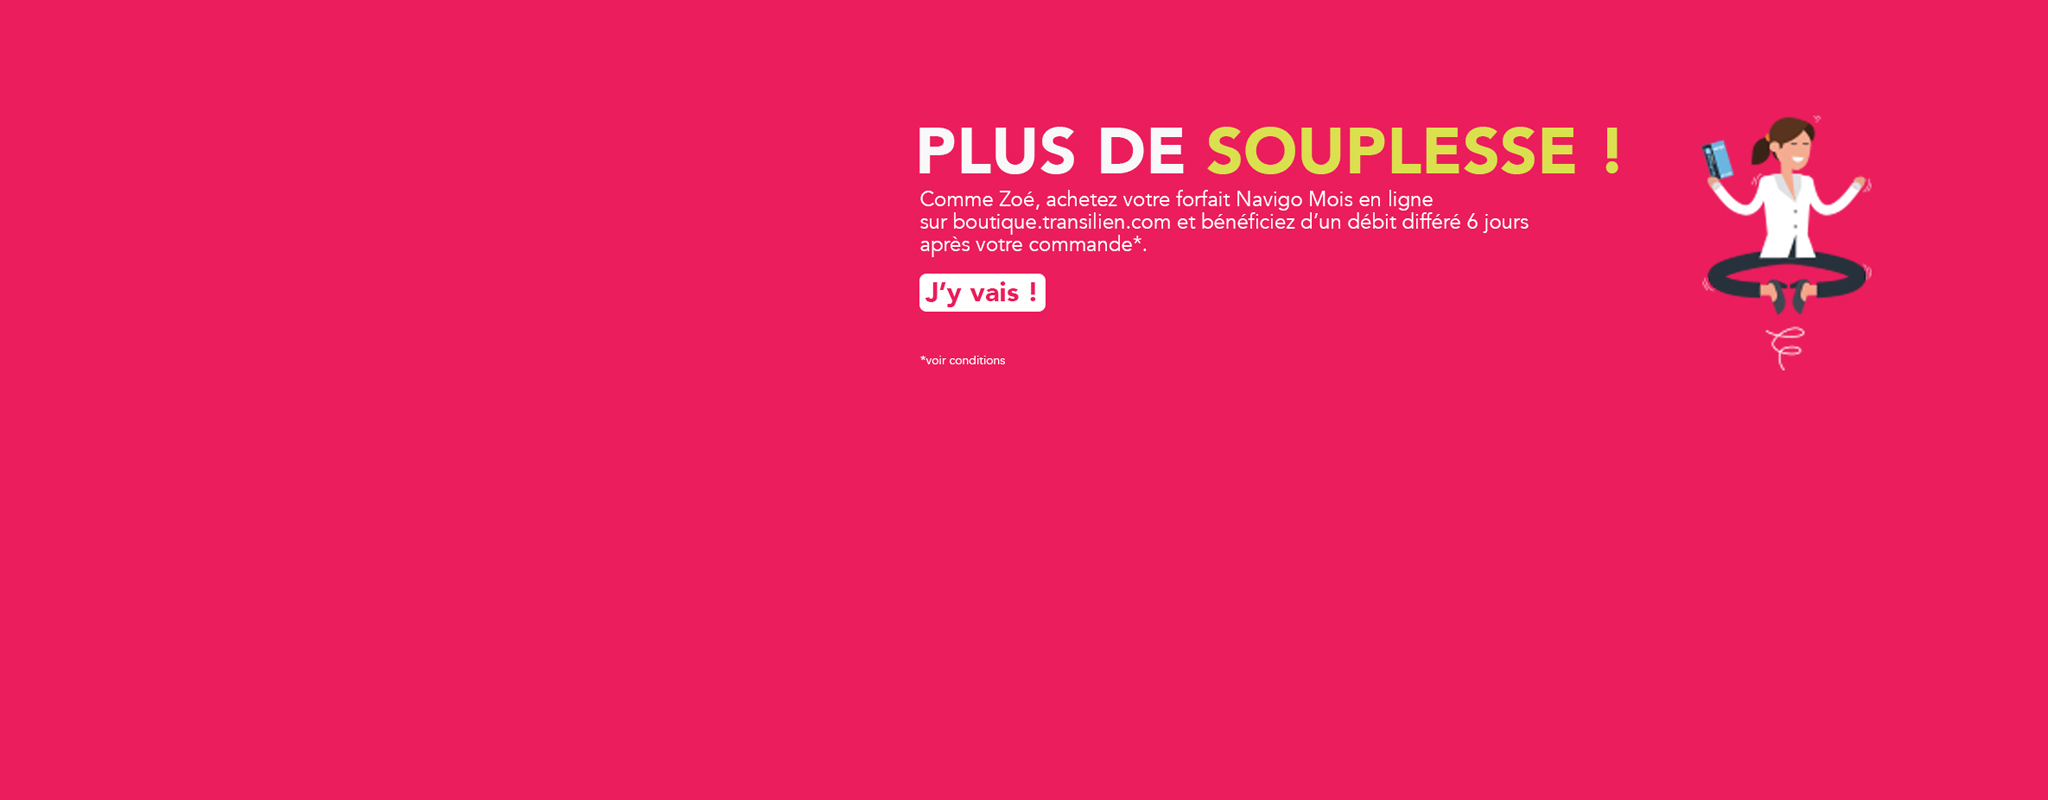 PLUS DE SOUPLESSE !
Comme Zoé, achetez votre forfait Navigo Mois en ligne
sur boutique.transilien.com et bénéficiez d’un débit différé 6 jours
après votre commande*.
J’y vais !
*voir conditions